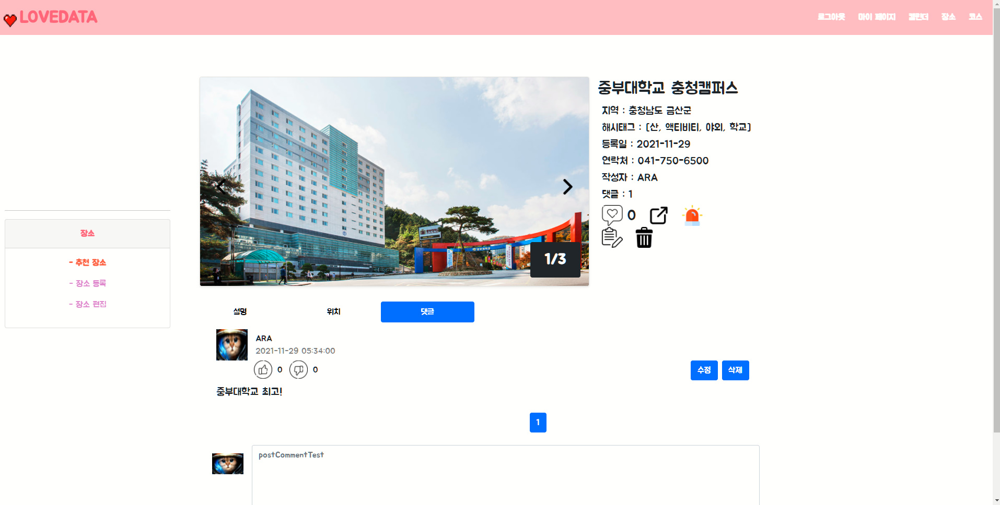 LOVEDATA
로그아웃 마이 페이지 캘린더 장소 코스
중부대학교 충청캠퍼스
지역 : 충청남도 금산군
해시태그 : [산, 액티비티, 야외, 학교]
등록일 : 2021-11-29
연락처 : 041-750-6500
작성자 : ARA
댓글 : 1
0
중부대학교
1/3
장소
- 추천 장소
- 장소 등록
- 장소 편집
설명 위치 댓글
ARA
2021-11-29 05:34:00
0 0
수정 삭제
중부대학교 최고!
1
postCommentTest